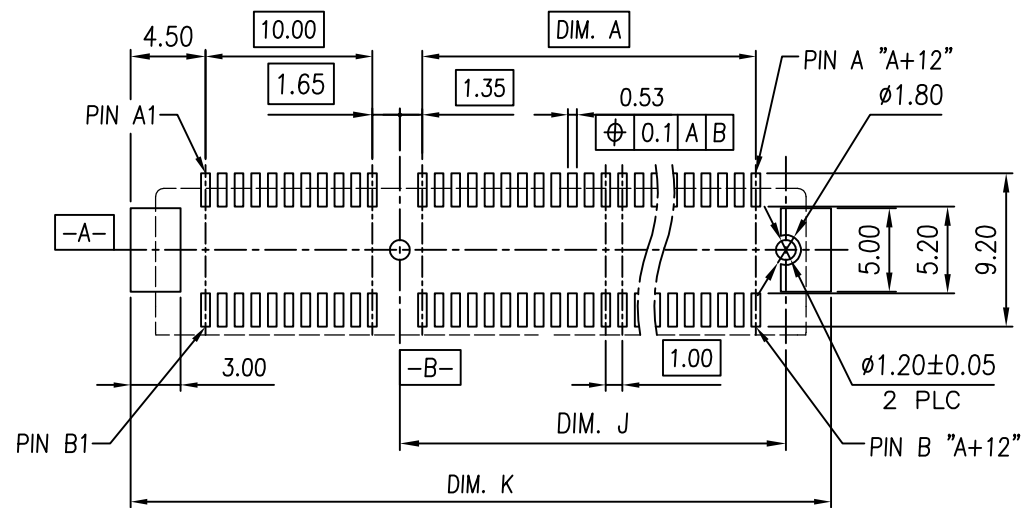 4.50
10.00
DIM. A
PIN A "A+12"
1.65
1.35
0.53
ø1.80
PIN A1
⌖ 0.1 A B
-A-
5.00
5.20
9.20
3.00
-B-
1.00
ø1.20±0.05
2 PLC
DIM. J
PIN B1
PIN B "A+12"
DIM. K